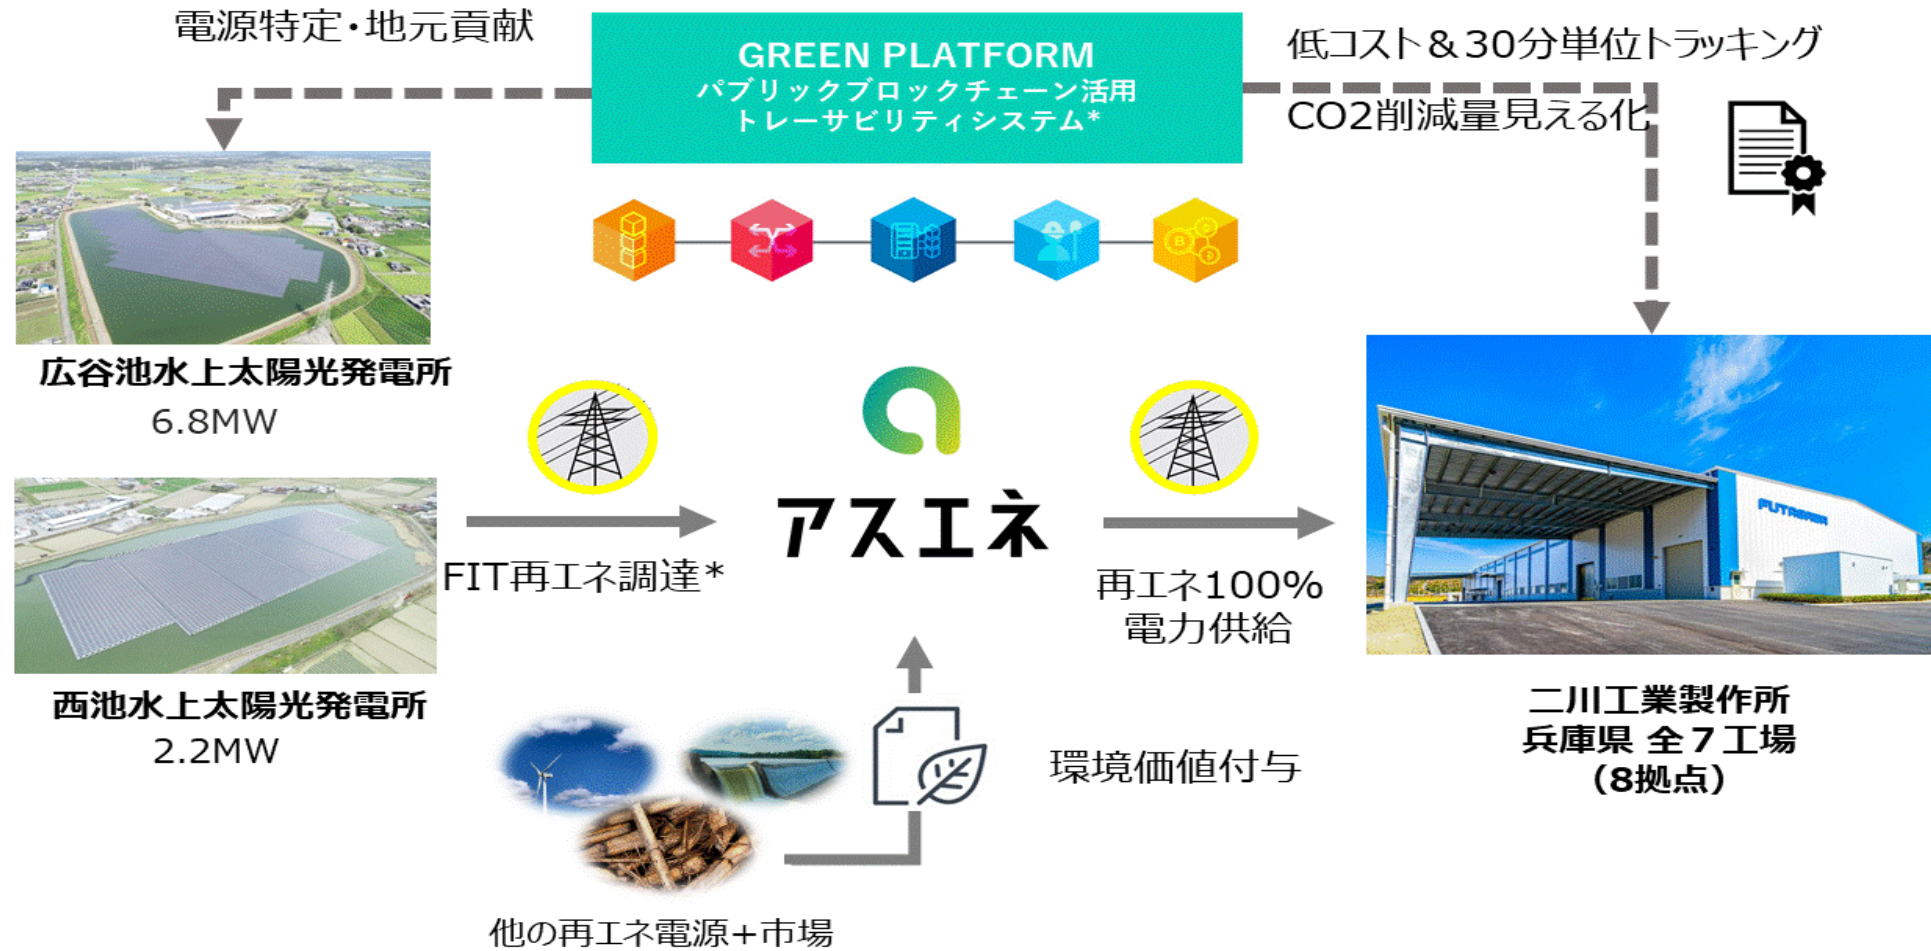 電源特定・地元貢献
GREEN PLATFORM
パブリックブロックチェーン活用
トレーサビリティシステム*
低コスト＆30分単位トラッキング
CO2削減量見える化
広谷池水上太陽光発電所
6.8MW
アスエネ
FUTAGAWA
FIT再エネ調達*
再エネ100%
電力供給
西池水上太陽光発電所
2.2MW
二川工業製作所
兵庫県 全７工場
（8拠点）
環境価値付与
他の再エネ電源＋市場